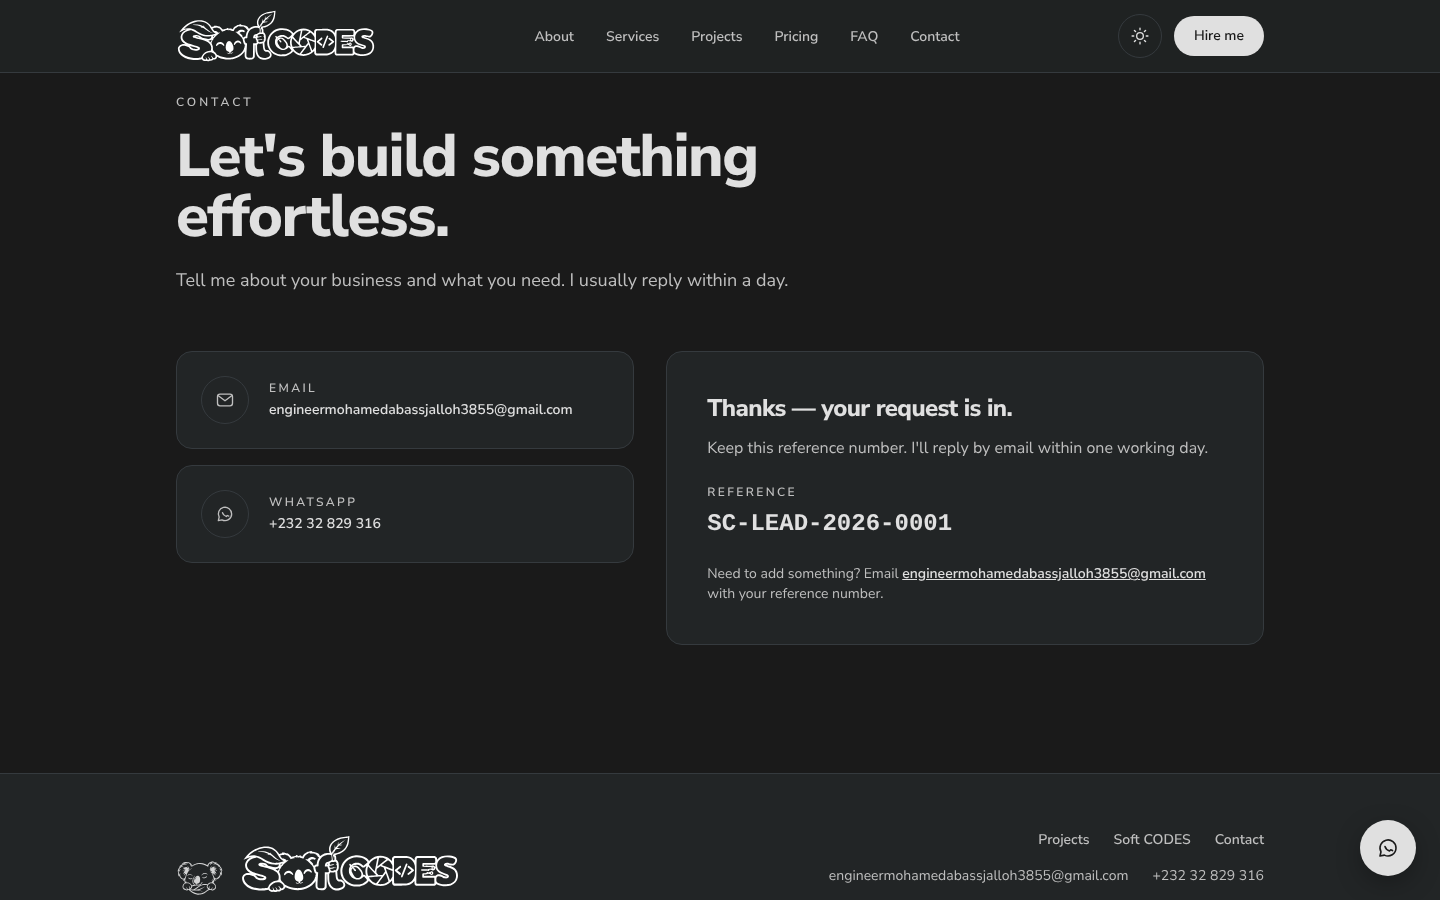 Soft CODES
About
Services
Projects
Pricing
FAQ
Contact
Hire me
CONTACT
Let's build something
effortless.
Tell me about your business and what you need. I usually reply within a day.
EMAIL
engineermohamedabassjalloh3855@gmail.com
WHATSAPP
+232 32 829 316
Thanks — your request is in.
Keep this reference number. I'll reply by email within one working day.
REFERENCE
SC-LEAD-2026-0001
Need to add something? Email engineermohamedabassjalloh3855@gmail.com
with your reference number.
Soft CODES
Projects
Soft CODES
Contact
engineermohamedabassjalloh3855@gmail.com
+232 32 829 316